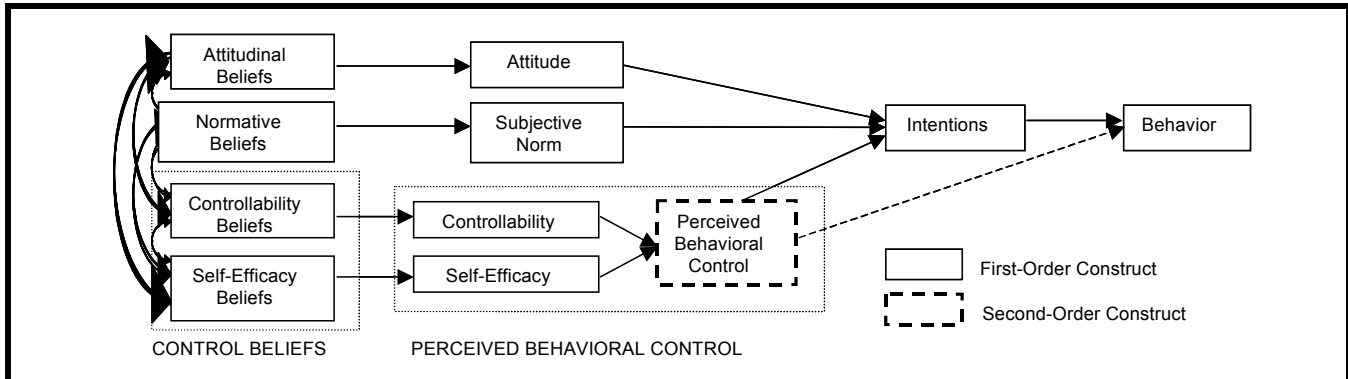 Attitudinal
Beliefs
Attitude
Normative
Beliefs
Subjective
Norm
Intentions
Behavior
Controllability
Beliefs
Controllability
Perceived
Behavioral
Control
Self-Efficacy
Beliefs
Self-Efficacy
First-Order Construct
Second-Order Construct
CONTROL BELIEFS
PERCEIVED BEHAVIORAL CONTROL